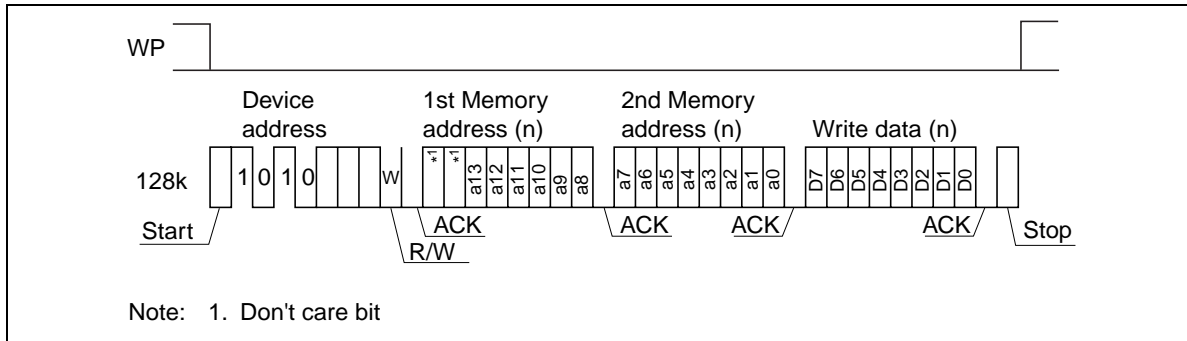 WP
Device address
1st Memory address (n)
2nd Memory address (n)
Write data (n)
128k
1 0 1 0
W
*1 *1 a13 a12 a11 a10 a9 a8
a7 a6 a5 a4 a3 a2 a1 a0
D7 D6 D5 D4 D3 D2 D1 D0
Start
R/W
ACK
ACK
ACK
ACK
Stop
Note: 1. Don't care bit